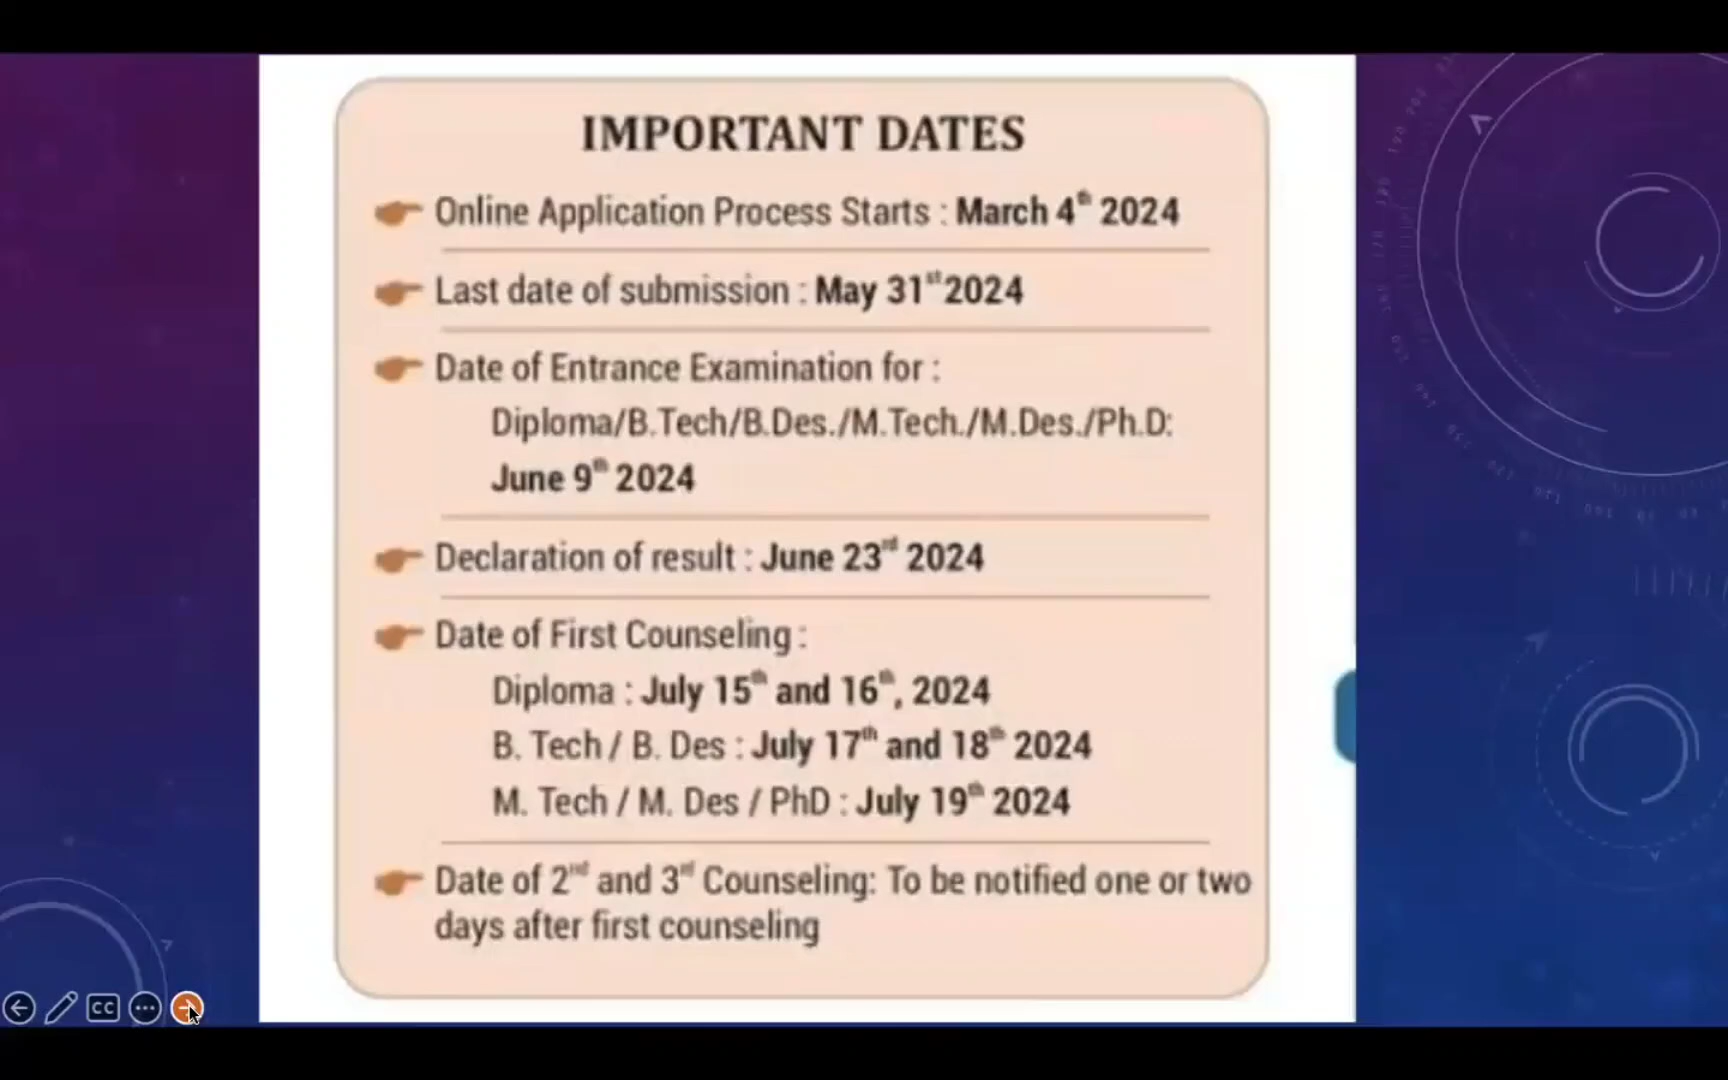 IMPORTANT DATES
Online Application Process Starts : March 4th 2024
Last date of submission : May 31st 2024
Date of Entrance Examination for :
Diploma/B.Tech/B.Des./M.Tech./M.Des./Ph.D:
June 9th 2024
Declaration of result : June 23rd 2024
Date of First Counseling :
Diploma : July 15th and 16th, 2024
B. Tech / B. Des : July 17th and 18th 2024
M. Tech / M. Des / PhD : July 19th 2024
Date of 2nd and 3rd Counseling: To be notified one or two
days after first counseling
CC